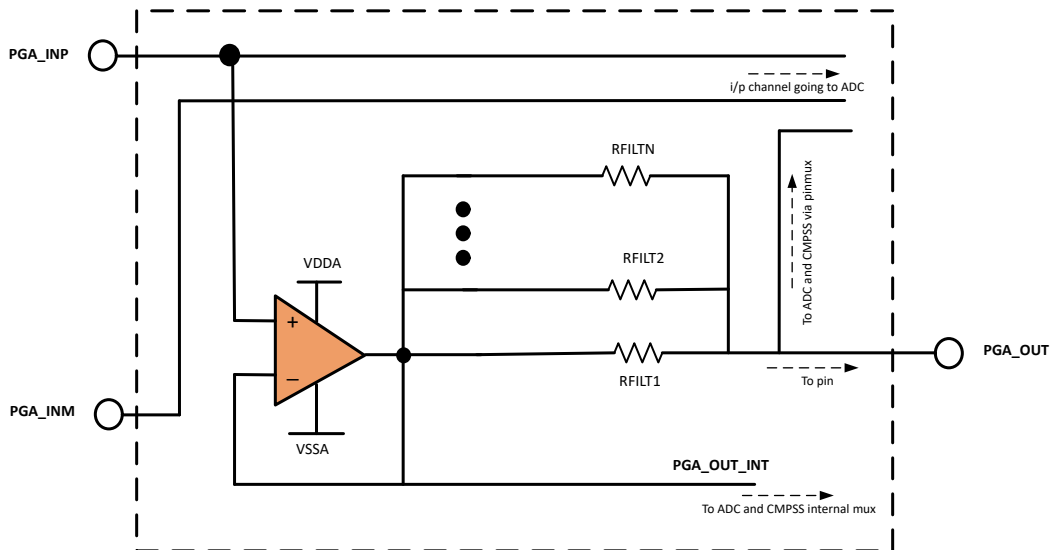 PGA_INP
i/p channel going to ADC
RFILTN
To ADC and CMPSS via pinmux
RFILT2
VDDA
+
−
PGA_OUT
RFILT1
To pin
PGA_INM
VSSA
PGA_OUT_INT
To ADC and CMPSS internal mux